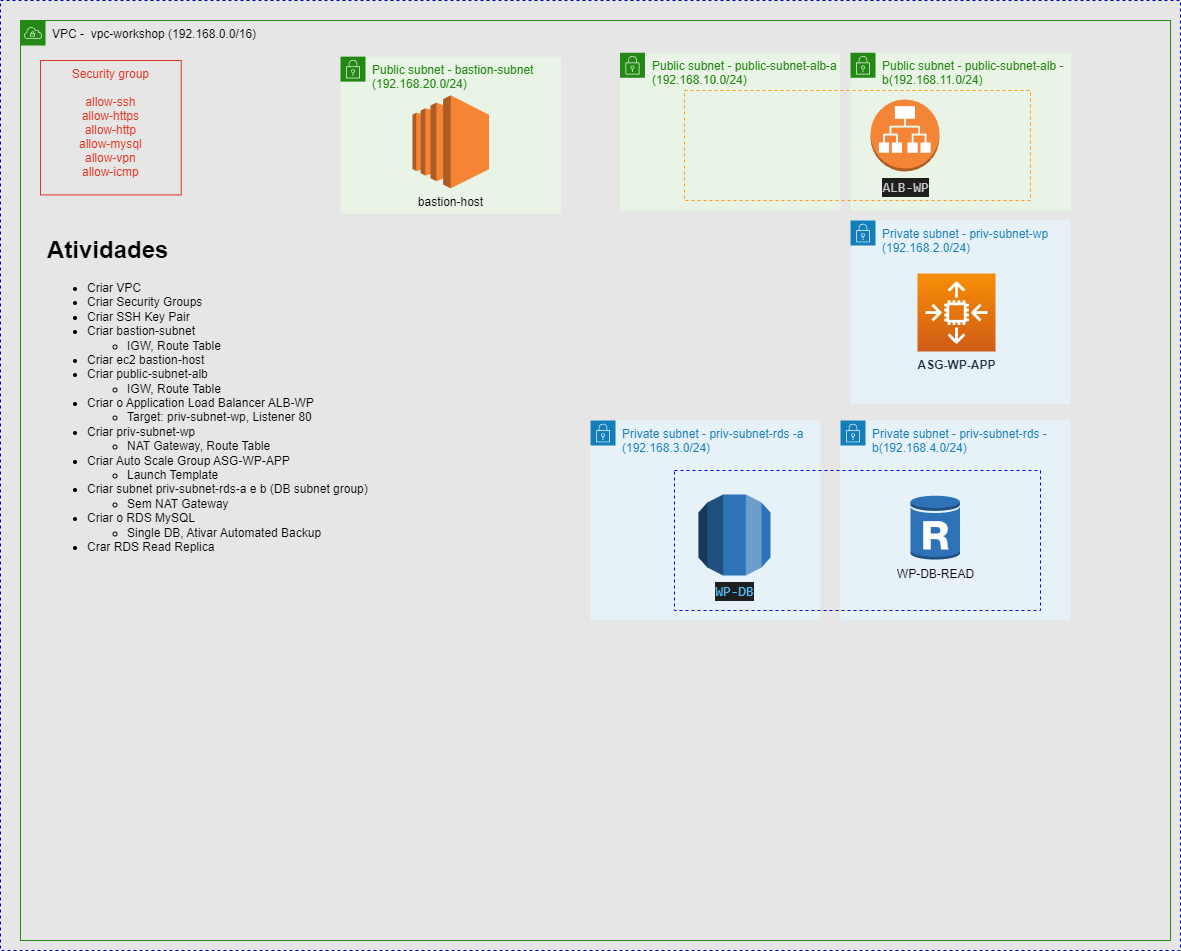 VPC -  vpc-workshop (192.168.0.0/16)
Security group
allow-ssh
allow-https
allow-http
allow-mysql
allow-vpn
allow-icmp
Public subnet - bastion-subnet
(192.168.20.0/24)
bastion-host
Public subnet - public-subnet-alb-a
(192.168.10.0/24)
Public subnet - public-subnet-alb -
b(192.168.11.0/24)
ALB-WP
Private subnet - priv-subnet-wp
(192.168.2.0/24)
ASG-WP-APP
Atividades
Criar VPC
Criar Security Groups
Criar SSH Key Pair
Criar bastion-subnet
IGW, Route Table
Criar ec2 bastion-host
Criar public-subnet-alb
IGW, Route Table
Criar o Application Load Balancer ALB-WP
Target: priv-subnet-wp, Listener 80
Criar priv-subnet-wp
NAT Gateway, Route Table
Criar Auto Scale Group ASG-WP-APP
Launch Template
Criar subnet priv-subnet-rds-a e b (DB subnet group)
Sem NAT Gateway
Criar o RDS MySQL
Single DB, Ativar Automated Backup
Crar RDS Read Replica
Private subnet - priv-subnet-rds -a
(192.168.3.0/24)
WP-DB
Private subnet - priv-subnet-rds -
b(192.168.4.0/24)
R
WP-DB-READ